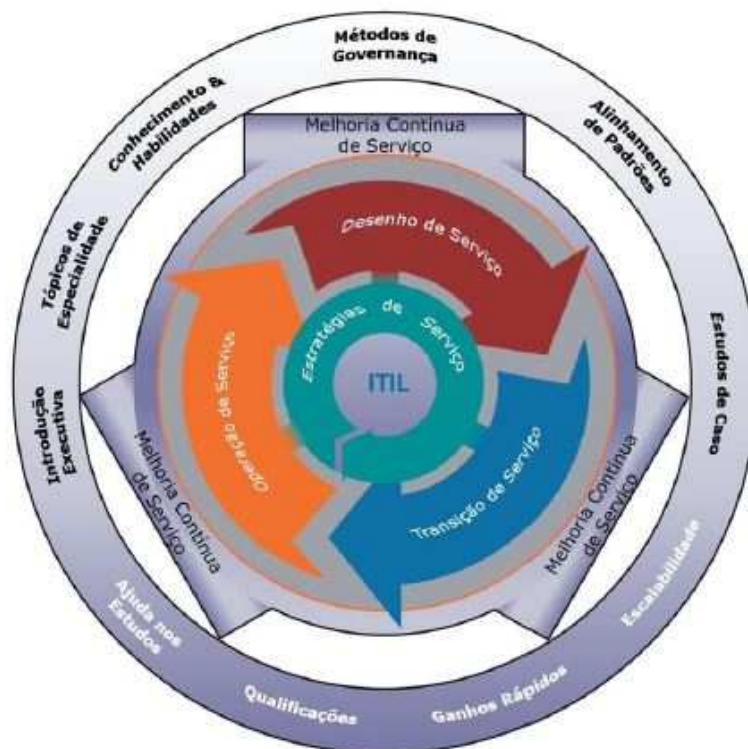 Métodos de
Governança
Alinhamento
de Padrões
Estudos de Caso
Escalabilidade
Ganhos Rápidos
Qualificações
Ajuda nos
Estudos
Introdução
Executiva
Tópicos de
Especialidade
Conhecimento &
Habilidades
Melhoria Contínua
de Serviço
Melhoria Contínua
de Serviço
Melhoria Contínua
de Serviço
Desenho de Serviço
Transição de Serviço
Operação de Serviço
Estratégias de Serviço
ITIL